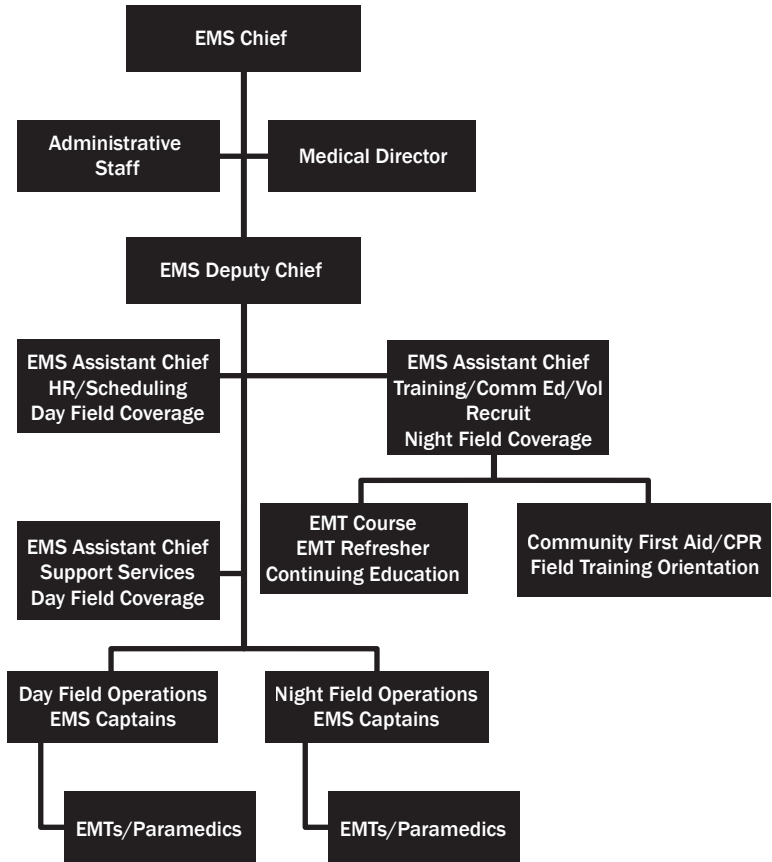 EMS Chief
Administrative
Staff
Medical Director
EMS Deputy Chief
EMS Assistant Chief
HR/Scheduling
Day Field Coverage
EMS Assistant Chief
Training/Comm Ed/Vol
Recruit
Night Field Coverage
EMT Course
EMT Refresher
Continuing Education
Community First Aid/CPR
Field Training Orientation
EMS Assistant Chief
Support Services
Day Field Coverage
Day Field Operations
EMS Captains
Night Field Operations
EMS Captains
EMTs/Paramedics
EMTs/Paramedics